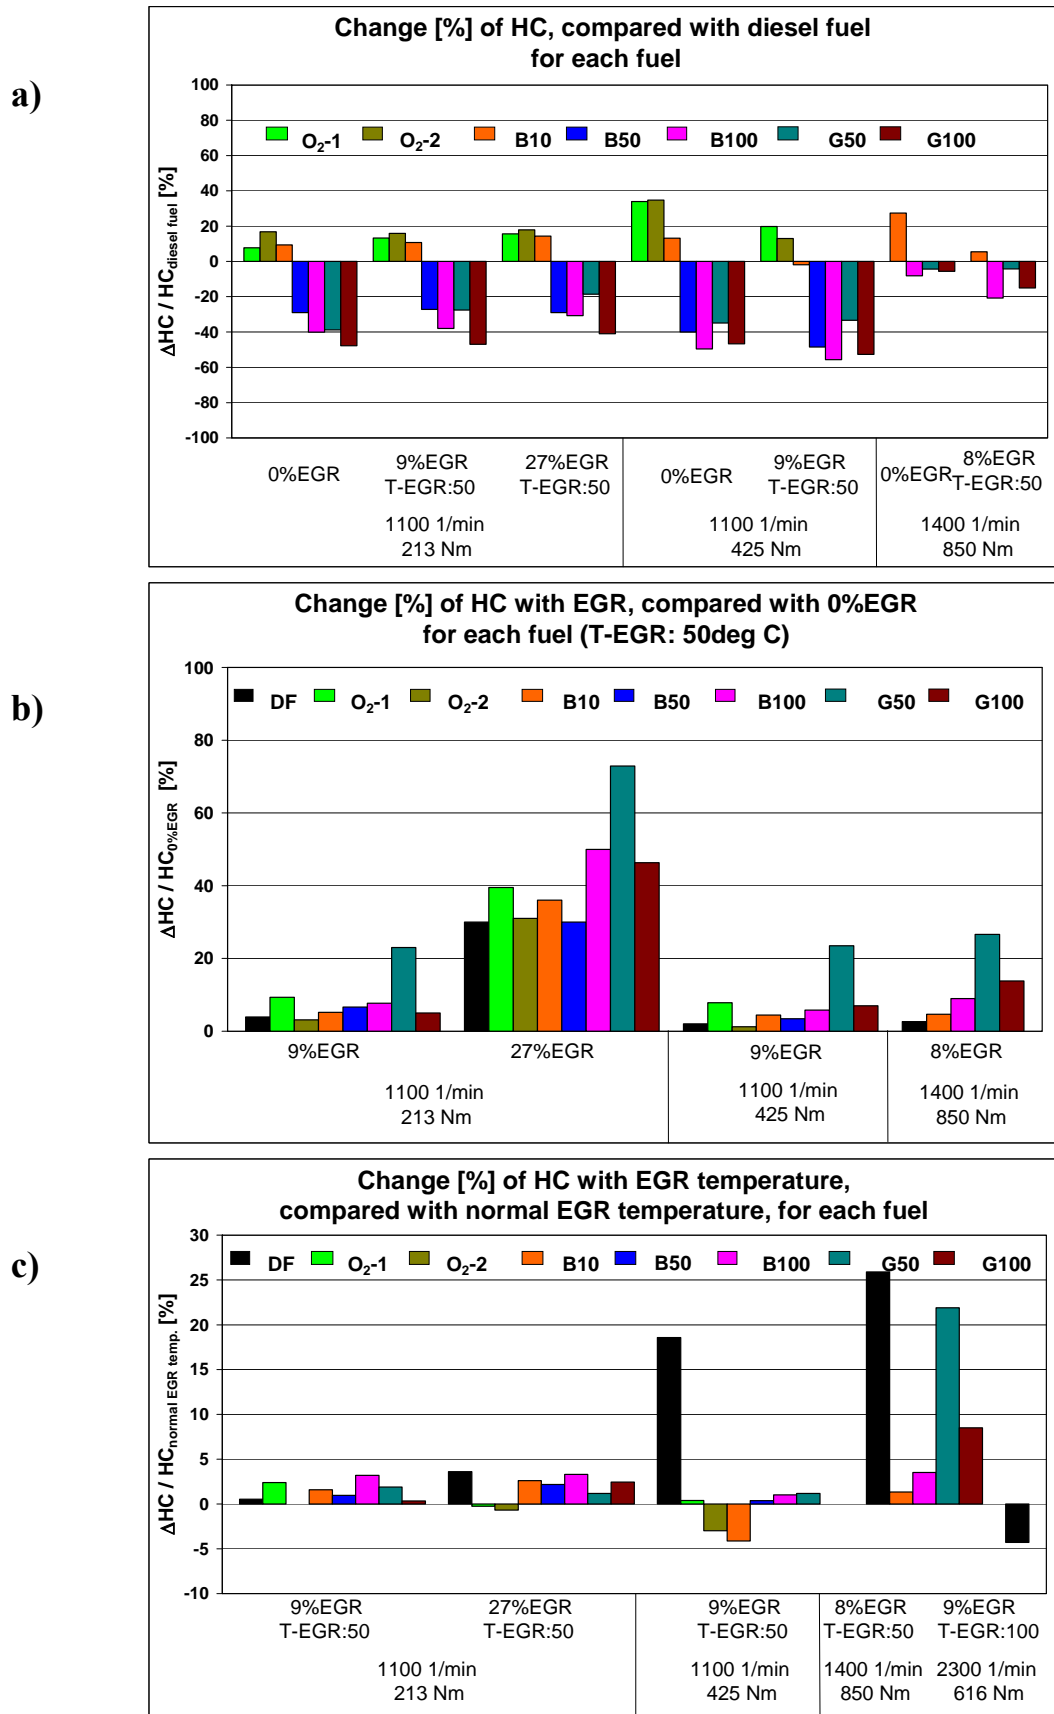 a)
Change [%] of HC, compared with diesel fuel
for each fuel
100
80
60
40
20
0
-20
-40
-60
-80
-100
ΔHC / HC diesel fuel [%]
O2-1 O2-2 B10 B50 B100 G50 G100
0%EGR
9%EGR
T-EGR:50
27%EGR
T-EGR:50
0%EGR
9%EGR
T-EGR:50
0%EGR
8%EGR
T-EGR:50
1100 1/min
213 Nm
1100 1/min
425 Nm
1400 1/min
850 Nm
b)
Change [%] of HC with EGR, compared with 0%EGR
for each fuel (T-EGR: 50deg C)
100
80
60
40
20
0
ΔHC / HC 0%EGR [%]
DF O2-1 O2-2 B10 B50 B100 G50 G100
9%EGR
27%EGR
9%EGR
8%EGR
1100 1/min
213 Nm
1100 1/min
425 Nm
1400 1/min
850 Nm
c)
Change [%] of HC with EGR temperature,
compared with normal EGR temperature, for each fuel
30
25
20
15
10
5
0
-5
-10
ΔHC / HC normal EGR temp. [%]
DF O2-1 O2-2 B10 B50 B100 G50 G100
9%EGR
T-EGR:50
27%EGR
T-EGR:50
9%EGR
T-EGR:50
8%EGR
T-EGR:50
9%EGR
T-EGR:100
1100 1/min
213 Nm
1100 1/min
425 Nm
1400 1/min
850 Nm
2300 1/min
616 Nm